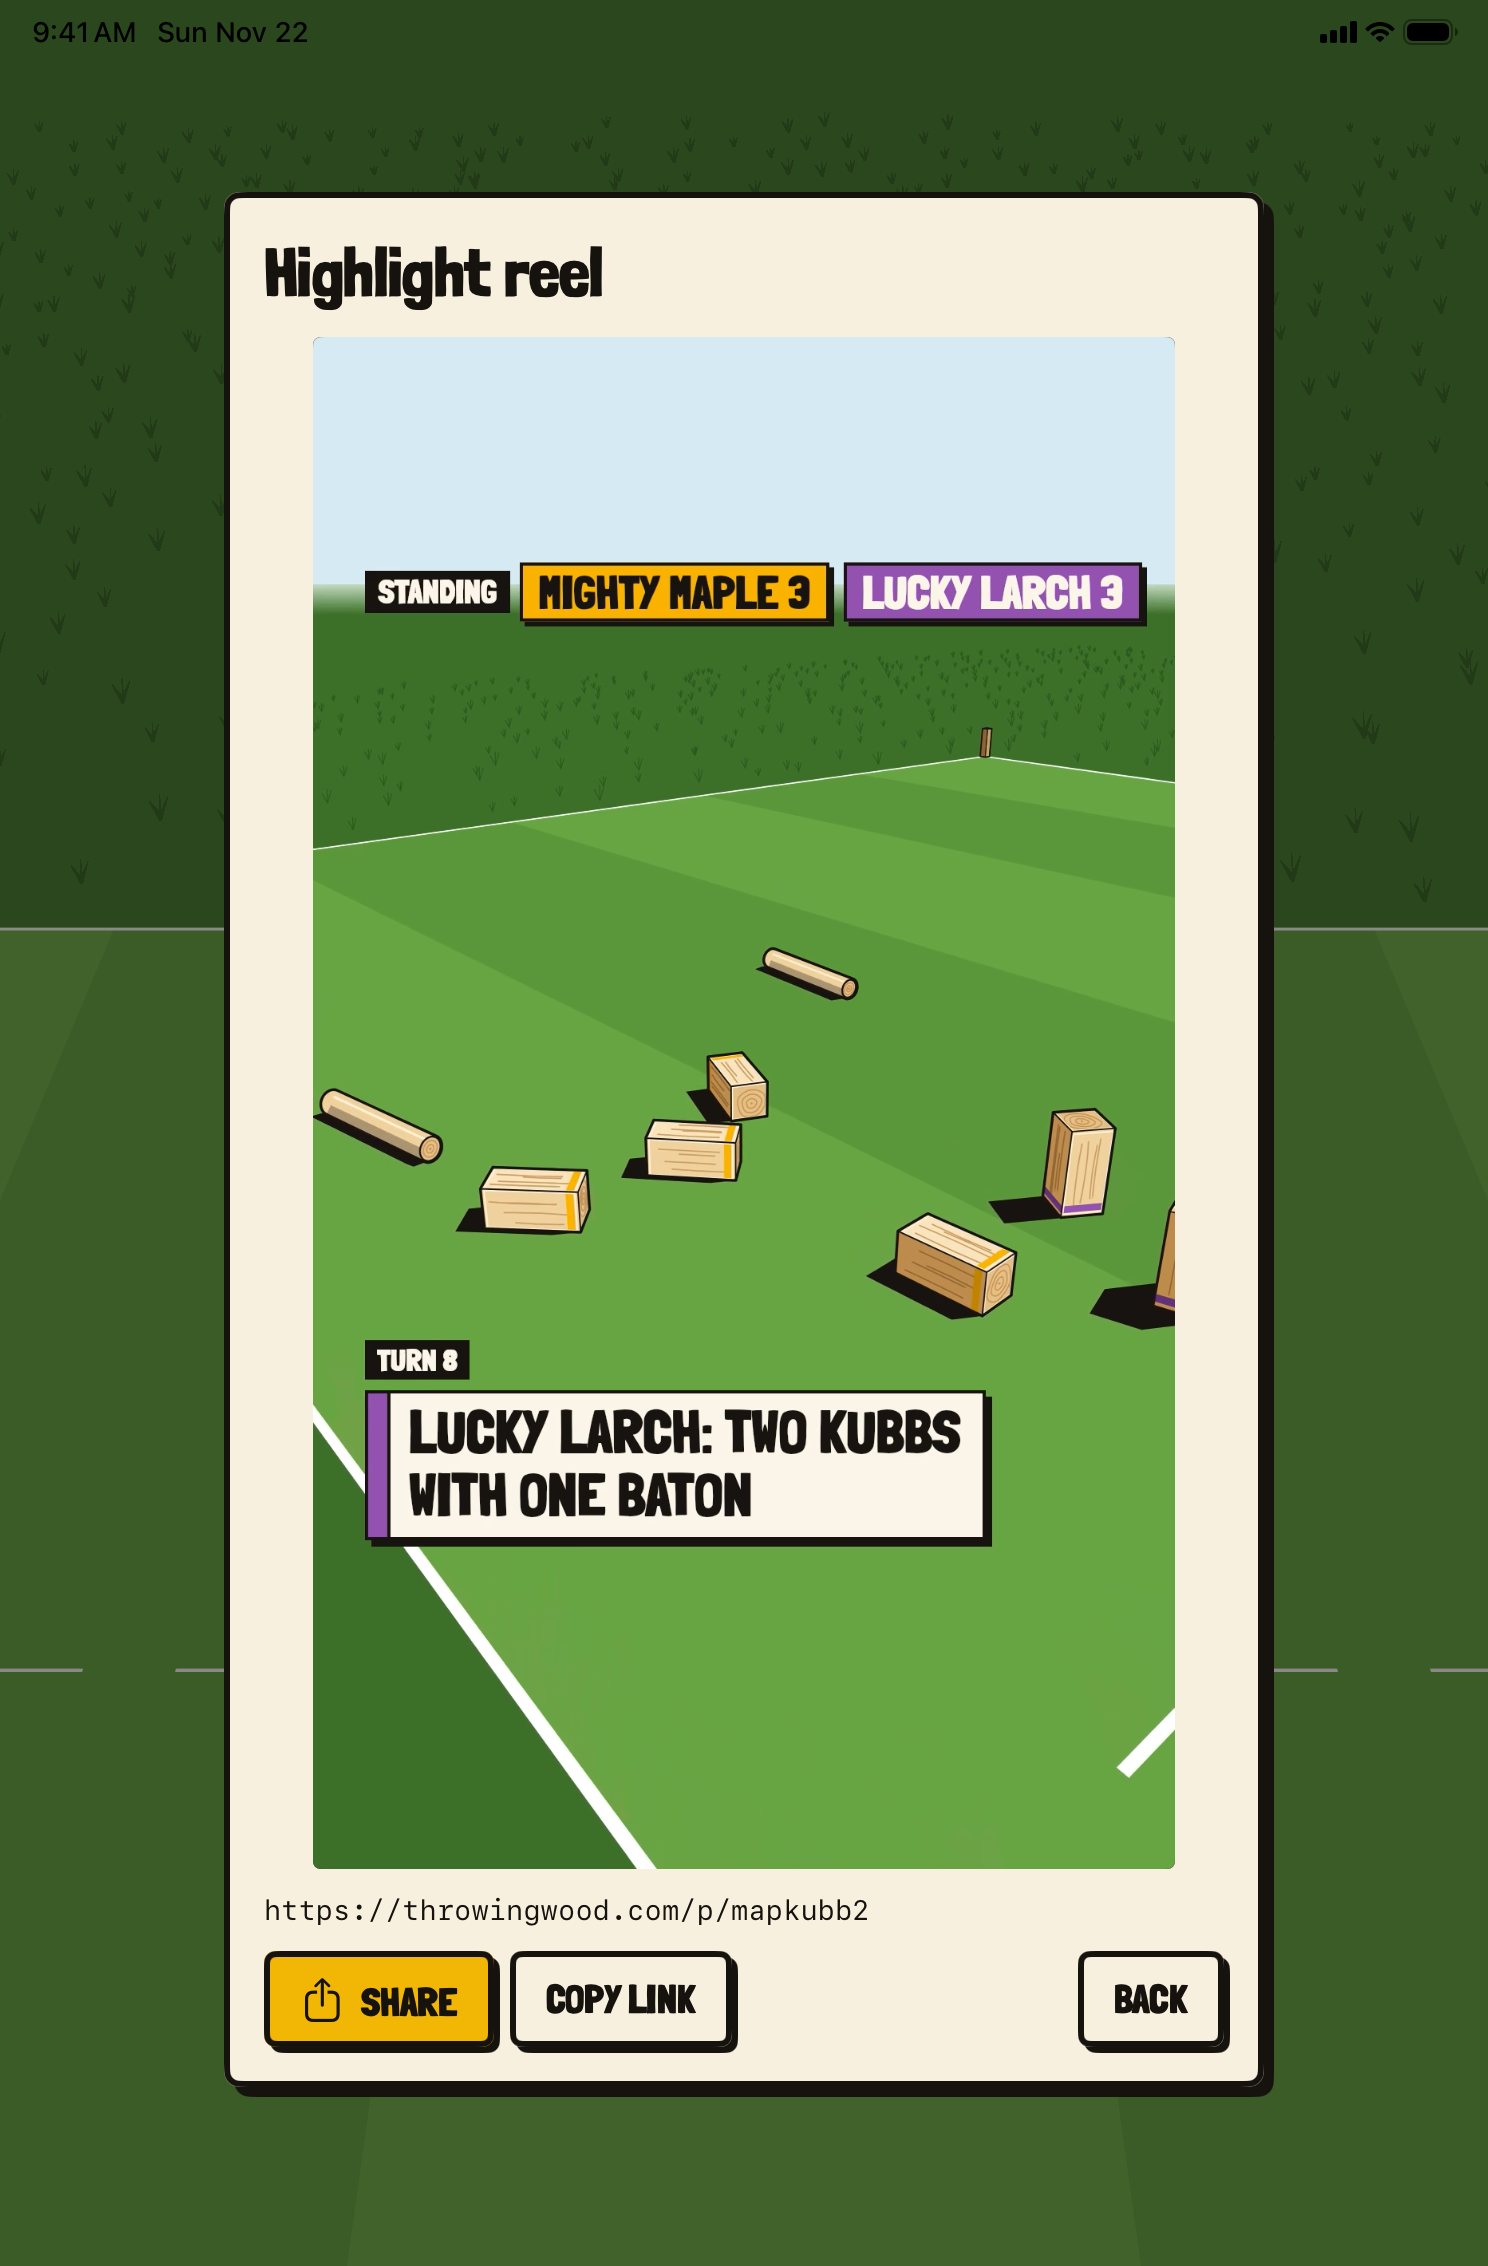 9:41 AM Sun Nov 22
Highlight reel
STANDING MIGHTY MAPLE 3 LUCKY LARCH 3
TURN 8
LUCKY LARCH: TWO KUBBS
WITH ONE BATON
https://throwingwood.com/p/mapkubb2
SHARE COPY LINK BACK